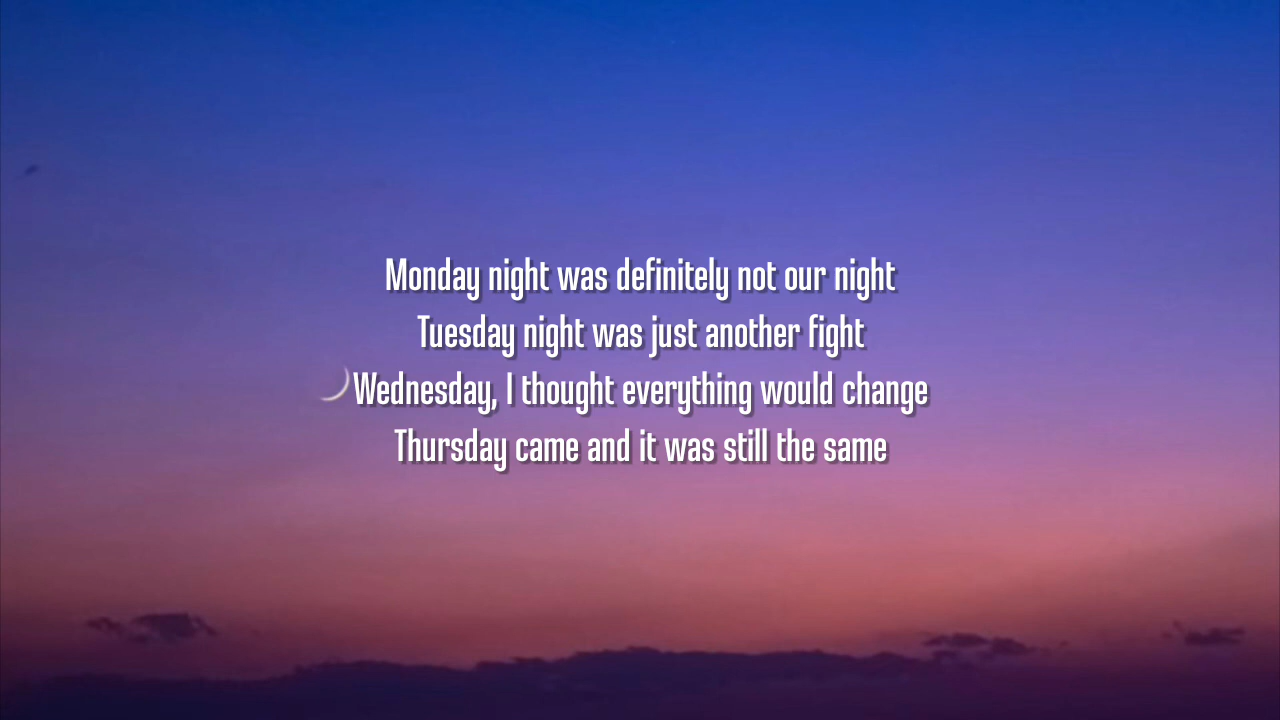 Monday night was definitely not our night
Tuesday night was just another fight
Wednesday, I thought everything would change
Thursday came and it was still the same